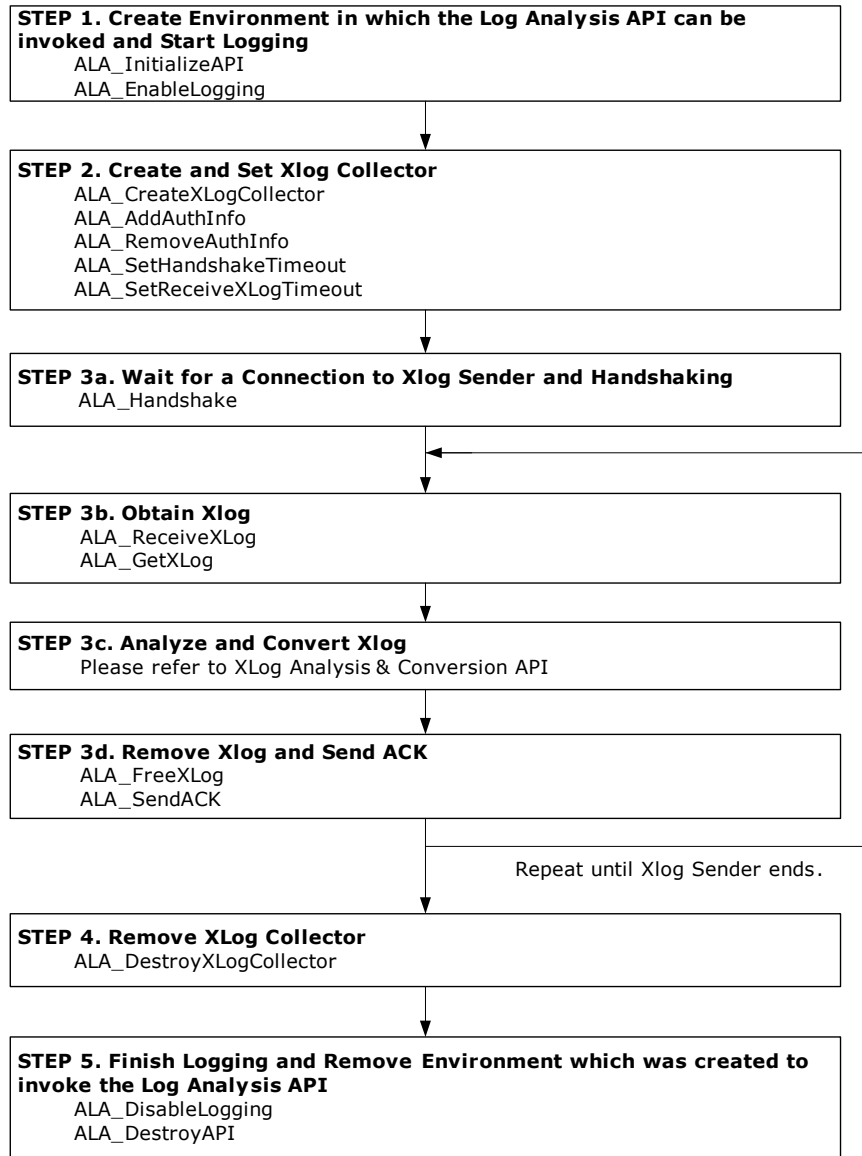 STEP 1. Create Environment in which the Log Analysis API can be
invoked and Start Logging
ALA_InitializeAPI
ALA_EnableLogging
STEP 2. Create and Set Xlog Collector
ALA_CreateXLogCollector
ALA_AddAuthInfo
ALA_RemoveAuthInfo
ALA_SetHandshakeTimeout
ALA_SetReceiveXLogTimeout
STEP 3a. Wait for a Connection to Xlog Sender and Handshaking
ALA_Handshake
STEP 3b. Obtain Xlog
ALA_ReceiveXLog
ALA_GetXLog
STEP 3c. Analyze and Convert Xlog
Please refer to XLog Analysis & Conversion API
STEP 3d. Remove Xlog and Send ACK
ALA_FreeXLog
ALA_SendACK
Repeat until Xlog Sender ends.
STEP 4. Remove XLog Collector
ALA_DestroyXLogCollector
STEP 5. Finish Logging and Remove Environment which was created to
invoke the Log Analysis API
ALA_DisableLogging
ALA_DestroyAPI